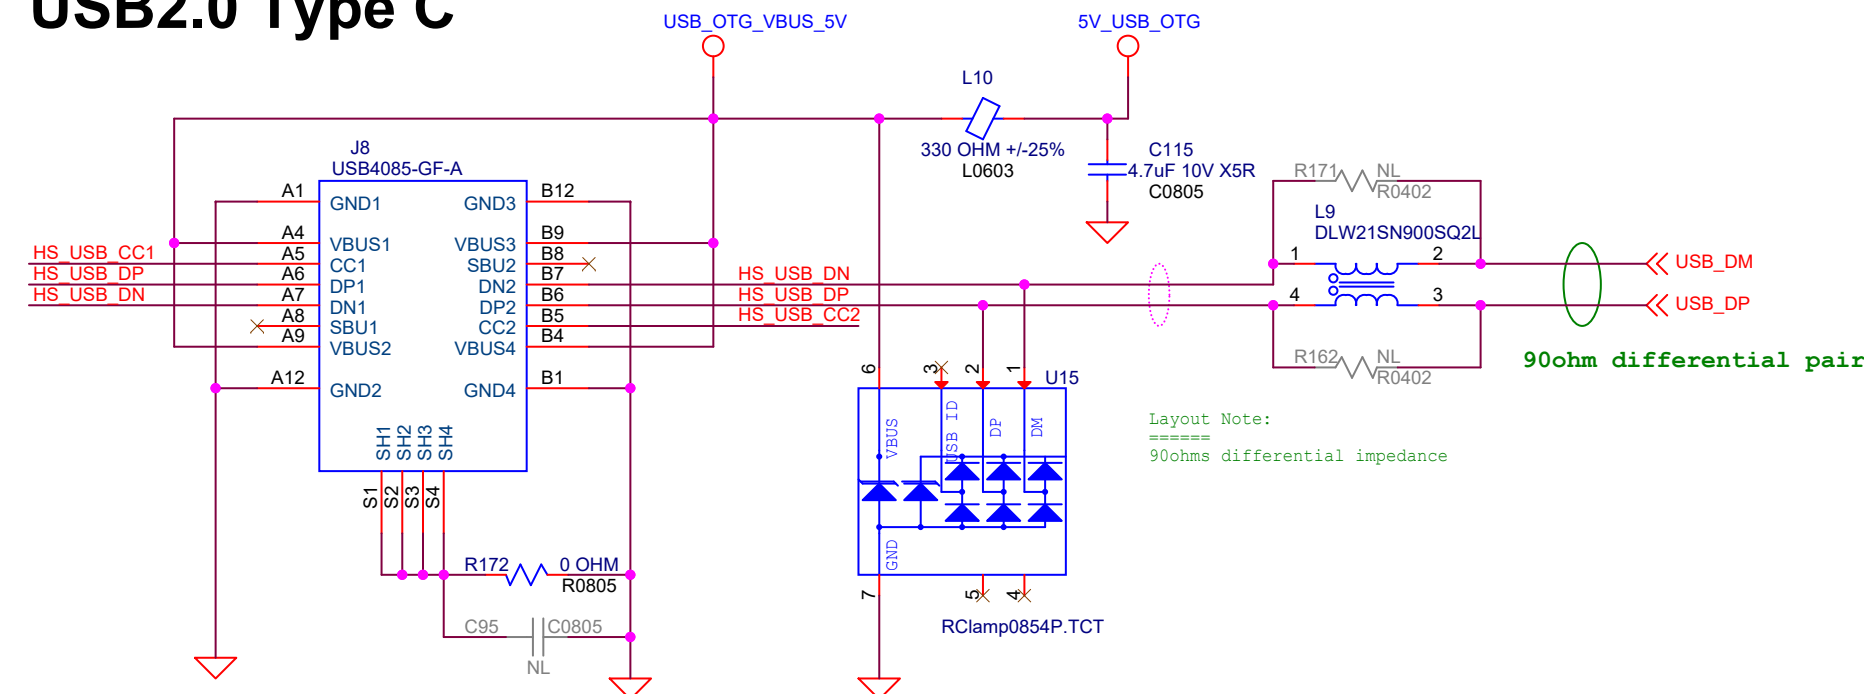 USB2.0 Type C
USB_OTG_VBUS_5V
5V_USB_OTG
L10
330 OHM +/-25%
L0603
C115
4.7uF 10V X5R
C0805
J8
USB4085-GF-A
A1 GND1 GND3 B12
A4 VBUS1 VBUS3 B9
HS_USB_CC1 A5 CC1 SBU2 B8
HS_USB_DP A6 DP1 DN2 B7 HS_USB_DN
HS_USB_DN A7 DN1 DP2 B6 HS_USB_DP
A8 SBU1 CC2 B5 HS_USB_CC2
A9 VBUS2 VBUS4 B4
A12 GND2 GND4 B1
SH1 SH2 SH3 SH4
S1 S2 S3 S4
R172 0 OHM
R0805
C95 C0805
NL
R171 NL
R0402
L9
DLW21SN900SQ2L
1 2
4 3
USB_DM
USB_DP
R162 NL
R0402
90ohm differential pair
Layout Note:
======
90ohms differential impedance
6 3 2 1 U15
VBUS USB ID DP DM
GND
7 5 4
RClamp0854P.TCT